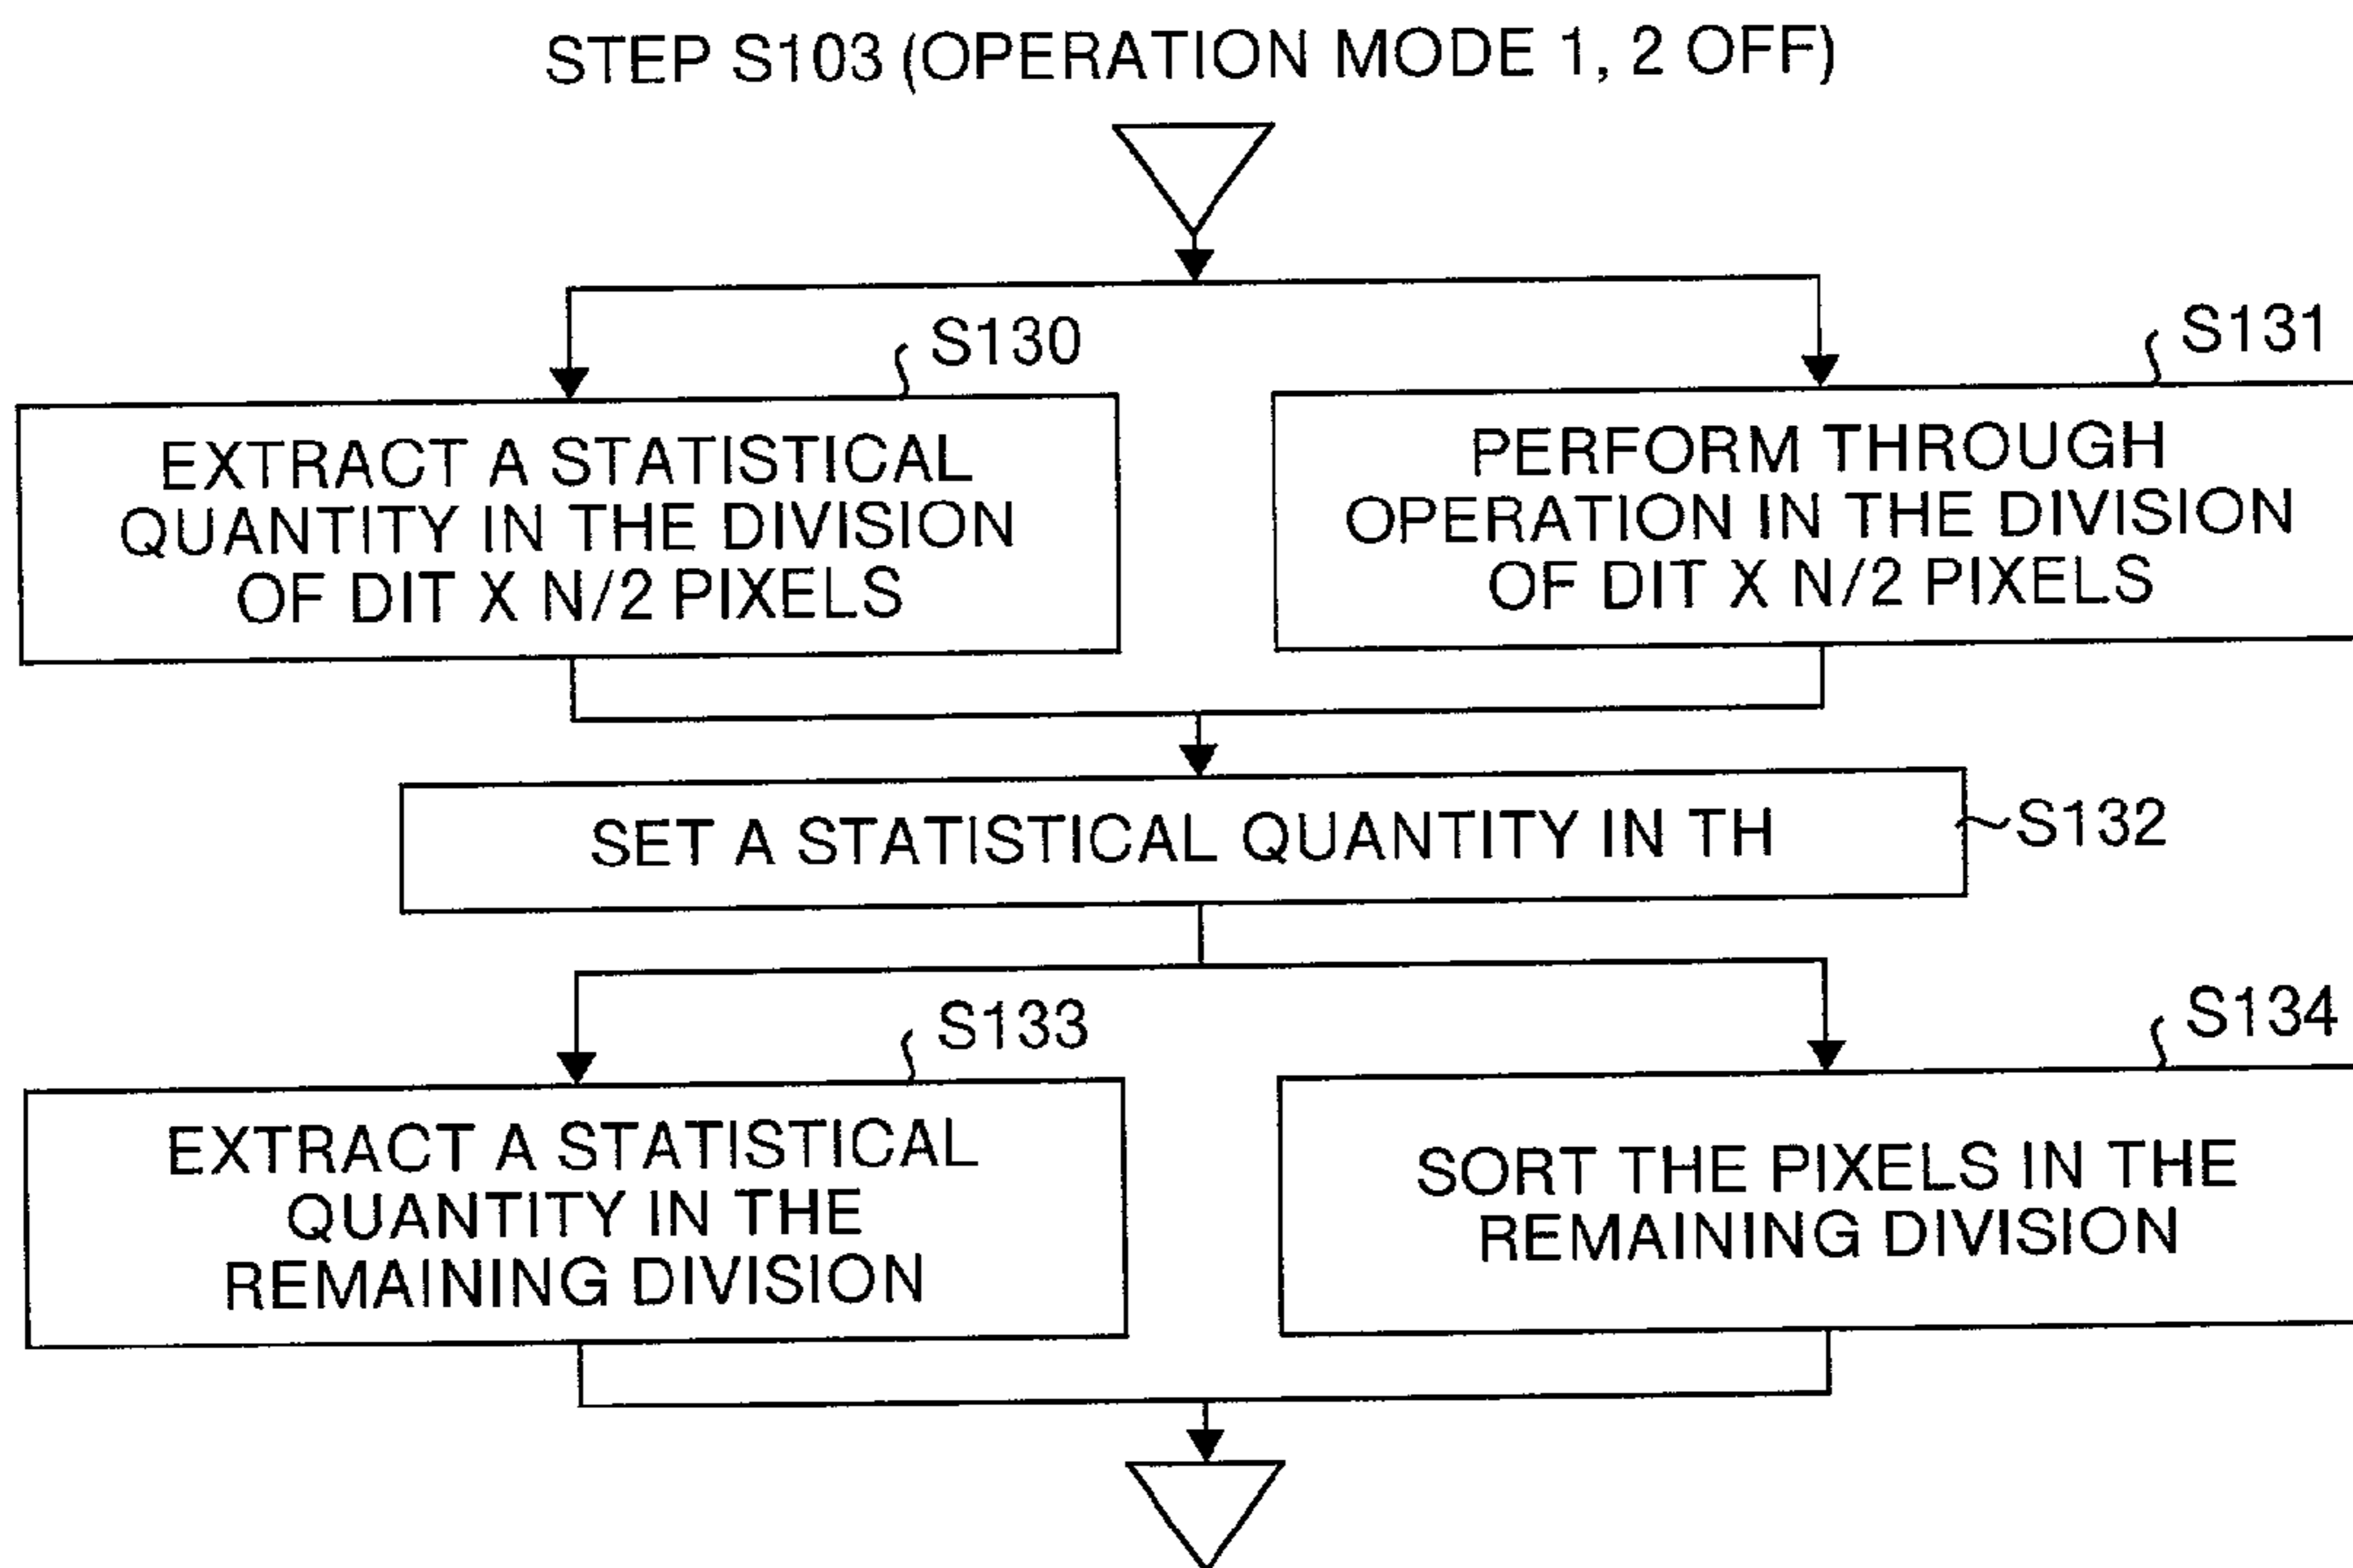 STEP S103 (OPERATION MODE 1, 2 OFF)
S130
S131
EXTRACT A STATISTICAL
QUANTITY IN THE DIVISION
OF DIT X N/2 PIXELS
PERFORM THROUGH
OPERATION IN THE DIVISION
OF DIT X N/2 PIXELS
SET A STATISTICAL QUANTITY IN TH
S132
S133
S134
EXTRACT A STATISTICAL
QUANTITY IN THE
REMAINING DIVISION
SORT THE PIXELS IN THE
REMAINING DIVISION